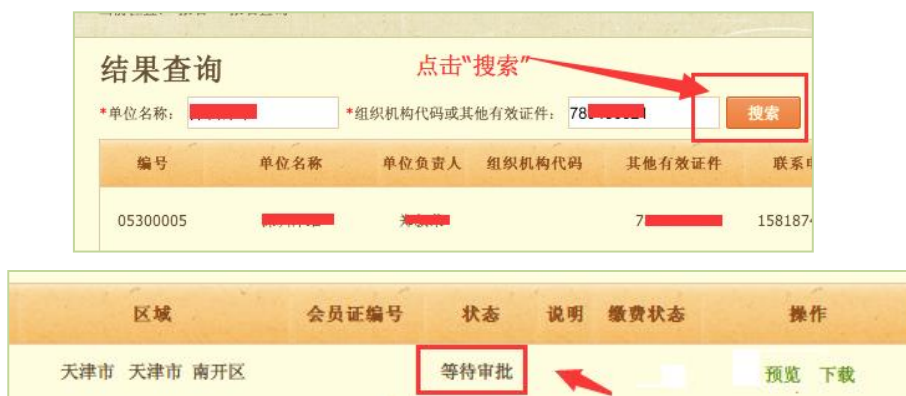 结果查询
点击“搜索”
*单位名称：
*组织机构代码或其他有效证件： 78
搜索
编号 单位名称 单位负责人 组织机构代码 其他有效证件 联系
05300005 7 1581874
区域 会员证编号 状态 说明 缴费状态 操作
天津市 天津市 南开区 等待审批 预览 下载